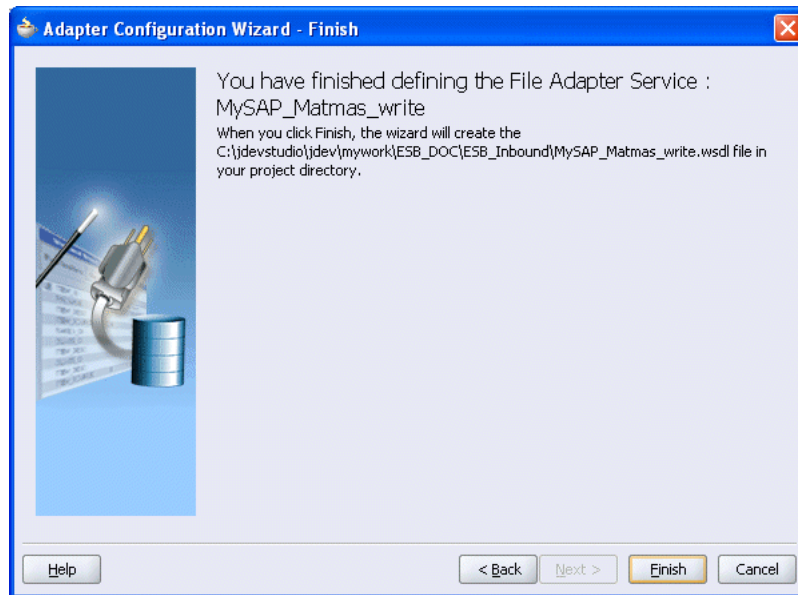 Adapter Configuration Wizard - Finish
You have finished defining the File Adapter Service :
MySAP_Matmas_write
When you click Finish, the wizard will create the
C:\jdevstudio\jdev\mywork\ESB_DOC\ESB_Inbound\MySAP_Matmas_write.wsdl file in
your project directory.
Help
< Back
Next >
Finish
Cancel